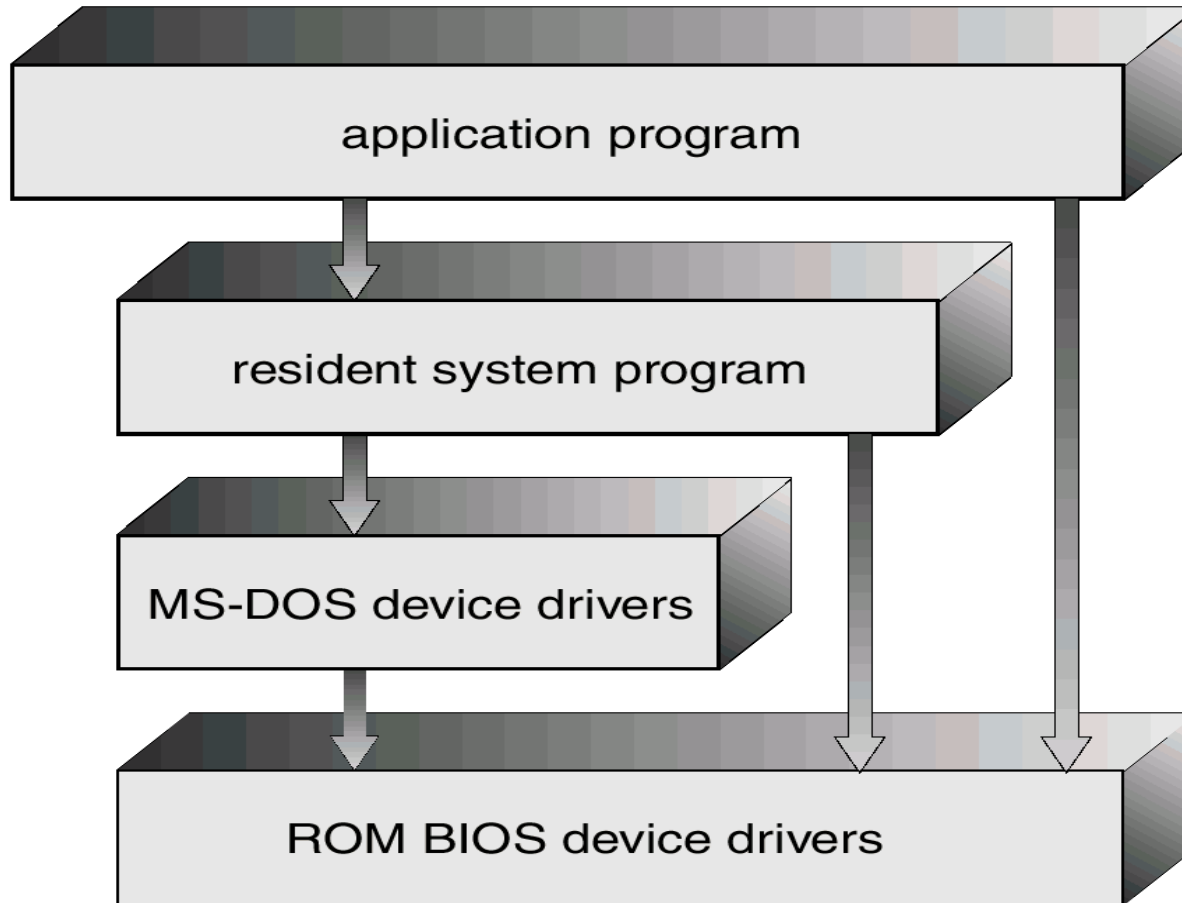 application program
resident system program
MS-DOS device drivers
ROM BIOS device drivers